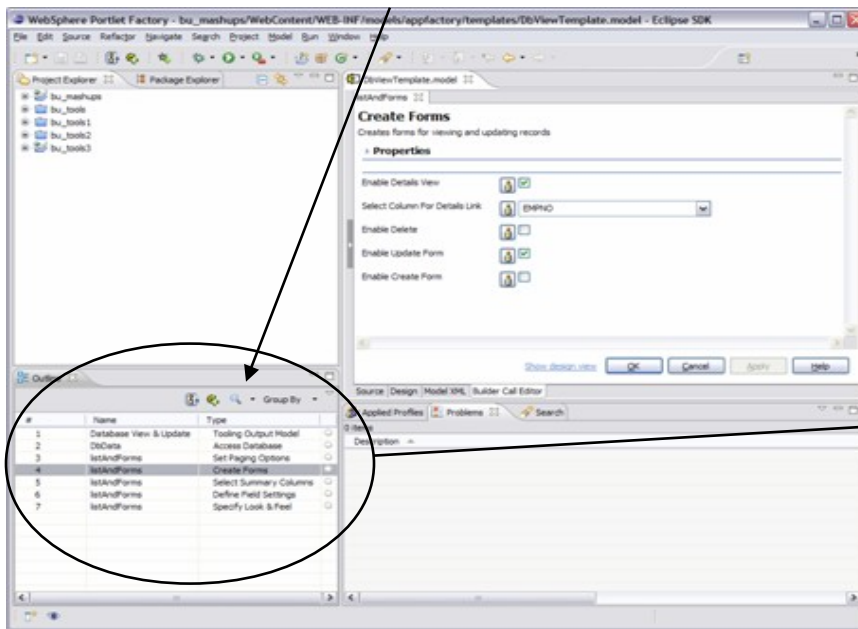 WebSphere Portlet Factory - bu_mashups/WebContent/WEB-INF/models/appfactory/templates/DbViewTemplate.model - Eclipse SDK
File Edit Source Refactor Navigate Search Project Model Run Window Help
Project Explorer Package Explorer
bu_mashups
bu_tools
bu_tools1
bu_tools2
bu_tools3
DbViewTemplate.model
listAndForms
Create Forms
Creates forms for viewing and updating records
Properties
Enable Details View
Select Column For Details Link EMPNO
Enable Delete
Enable Update Form
Enable Create Form
Show design view OK Cancel Apply Help
Source Design Model XML Builder Call Editor
Outline
Group By
# Name Type
1 Database View & Update Tooling Output Model
2 DbData Access Database
3 listAndForms Set Paging Options
4 listAndForms Create Forms
5 listAndForms Select Summary Columns
6 listAndForms Define Field Settings
7 listAndForms Specify Look & Feel
Applied Profiles Problems Search
0 items
Description